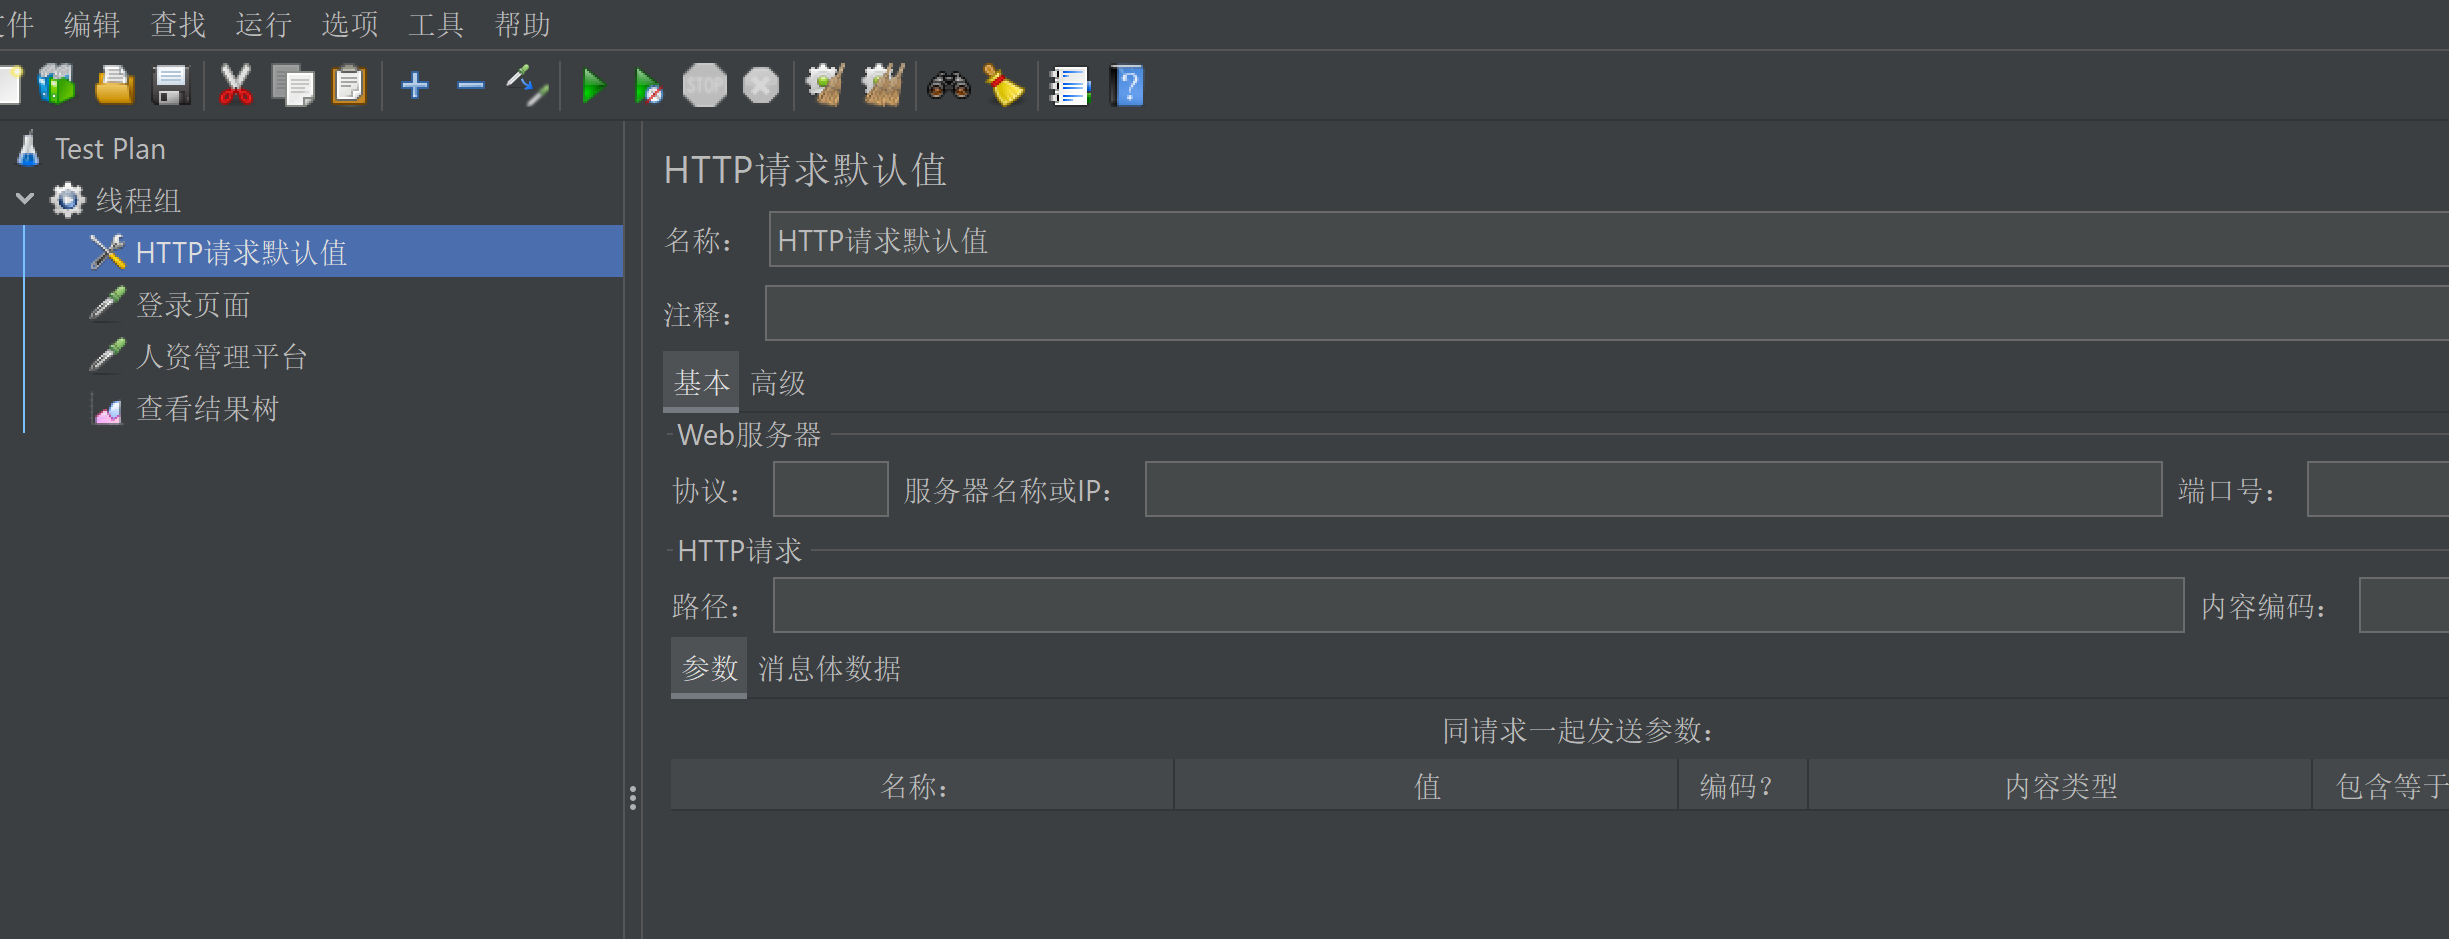 件 编辑 查找 运行 选项 工具 帮助
STOP
Test Plan
线程组
HTTP请求默认值
登录页面
人资管理平台
查看结果树
HTTP请求默认值
名称： HTTP请求默认值
注释：
基本 高级
Web服务器
协议： 服务器名称或IP： 端口号：
HTTP请求
路径： 内容编码：
参数 消息体数据
同请求一起发送参数：
名称： 值 编码？ 内容类型 包含等于